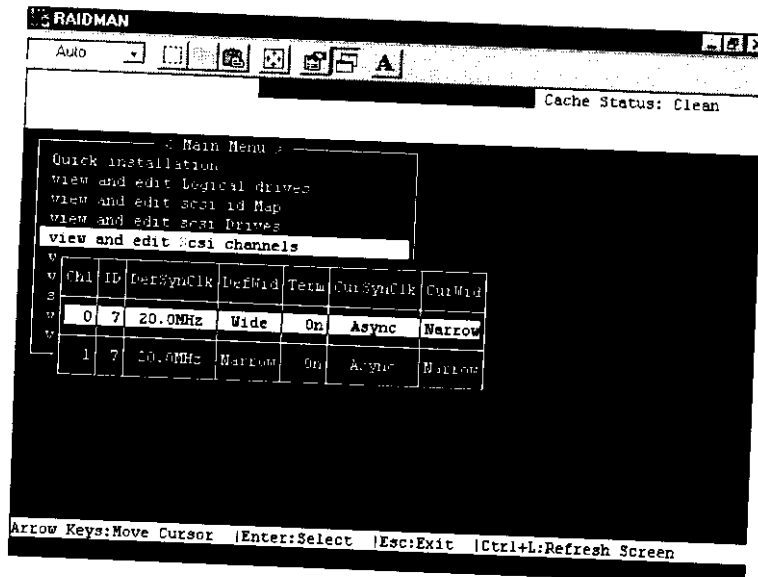 RAIDMAN
Auto
A
Cache Status: Clean
< Main Menu >
Quick installation
view and edit Logical drives
view and edit scsi id Map
view and edit scsi Drives
view and edit Scsi channels
v
v
s
v
v
Chl ID DefSynClk DefWid Term CurSynClk CurWid
0 7 20.0MHz Wide On Async Narrow
1 7 20.0MHz Narrow On Async Narrow
Arrow Keys:Move Cursor |Enter:Select |Esc:Exit |Ctrl+L:Refresh Screen